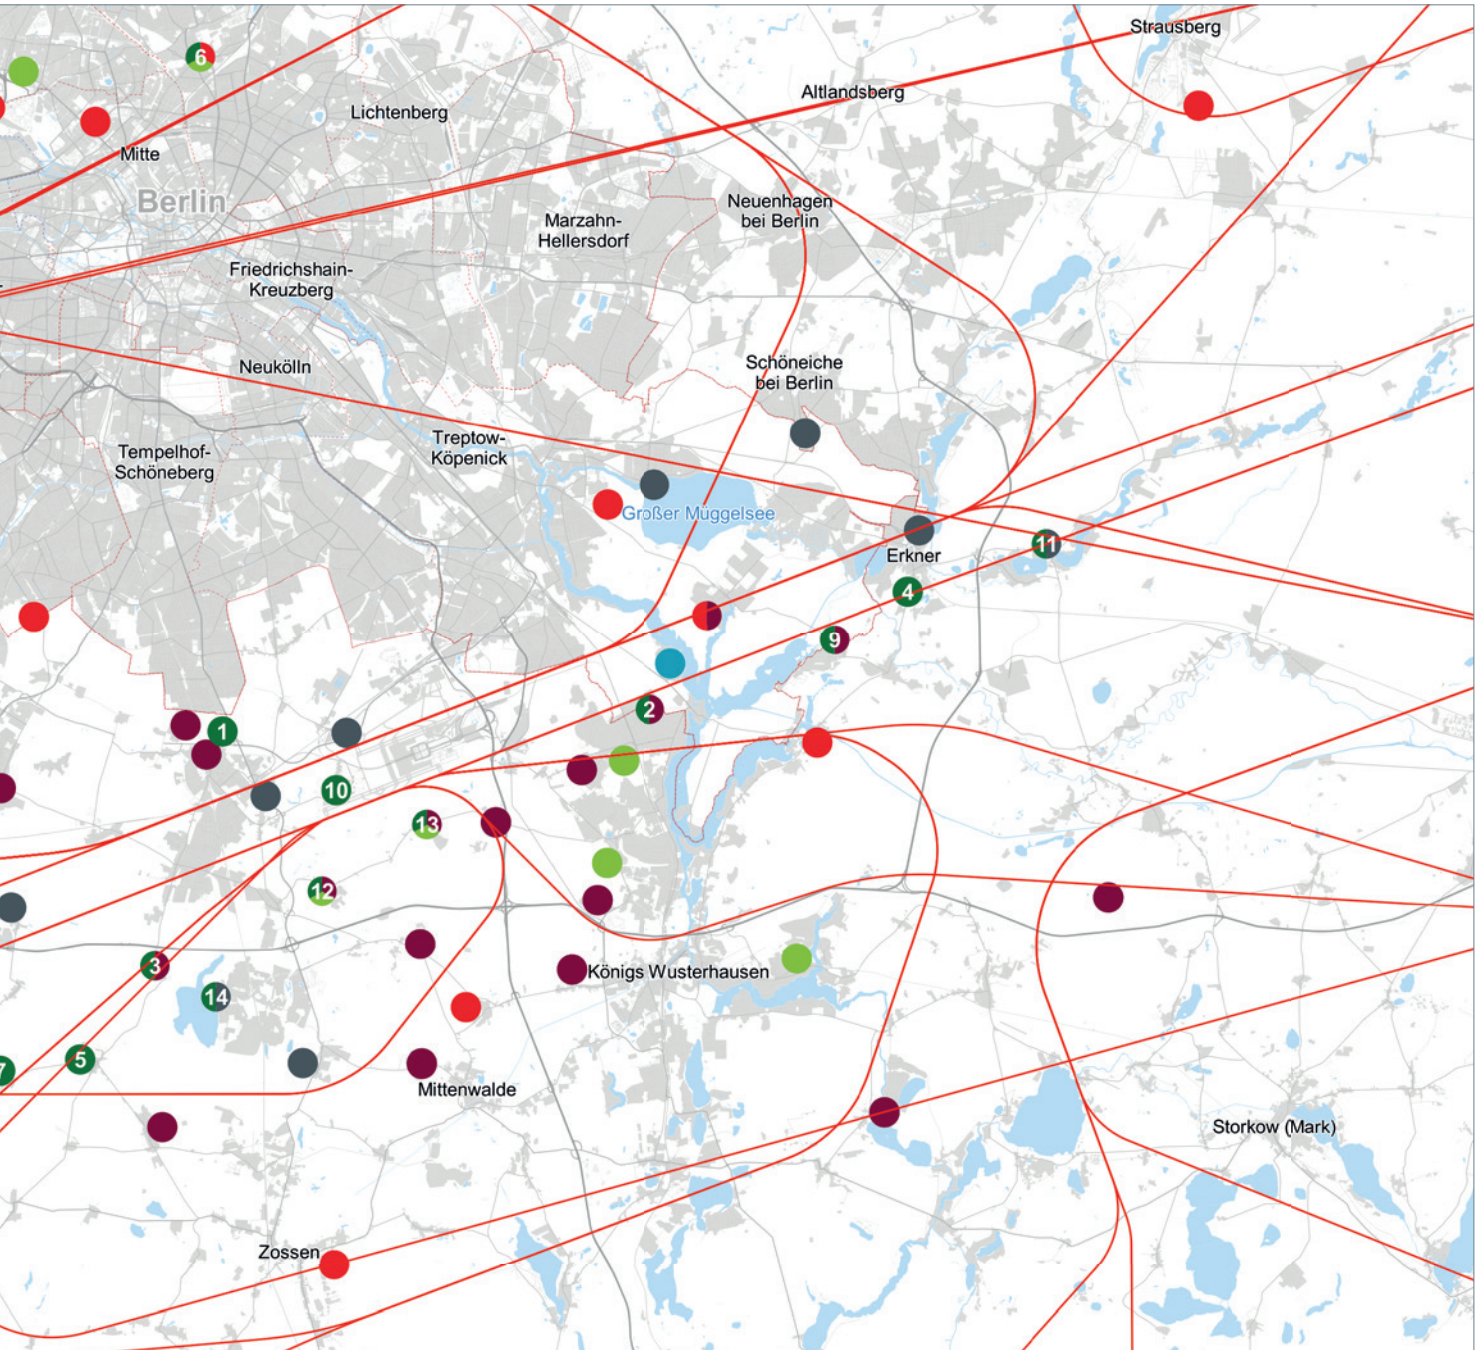 Strausberg
6
Altlandsberg
Lichtenberg
Mitte
Berlin
Neuenhagen
bei Berlin
Marzahn-
Hellersdorf
Friedrichshain-
Kreuzberg
Neukölln
Schöneiche
bei Berlin
Treptow-
Köpenick
Tempelhof-
Schöneberg
Großer Müggelsee
11
Erkner
4
9
2
1
10
13
12
3
Königs Wusterhausen
14
5
7
Mittenwalde
Storkow (Mark)
Zossen